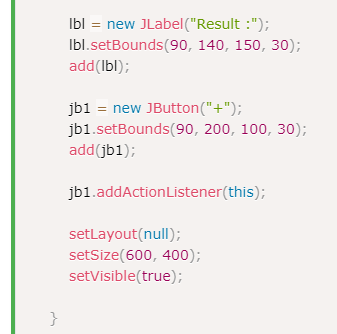 lbl = new JLabel("Result :");
lbl.setBounds(90, 140, 150, 30);
add(lbl);
jb1 = new JButton("+");
jb1.setBounds(90, 200, 100, 30);
add(jb1);
jb1.addActionListener(this);
setLayout(null);
setSize(600, 400);
setVisible(true);
}